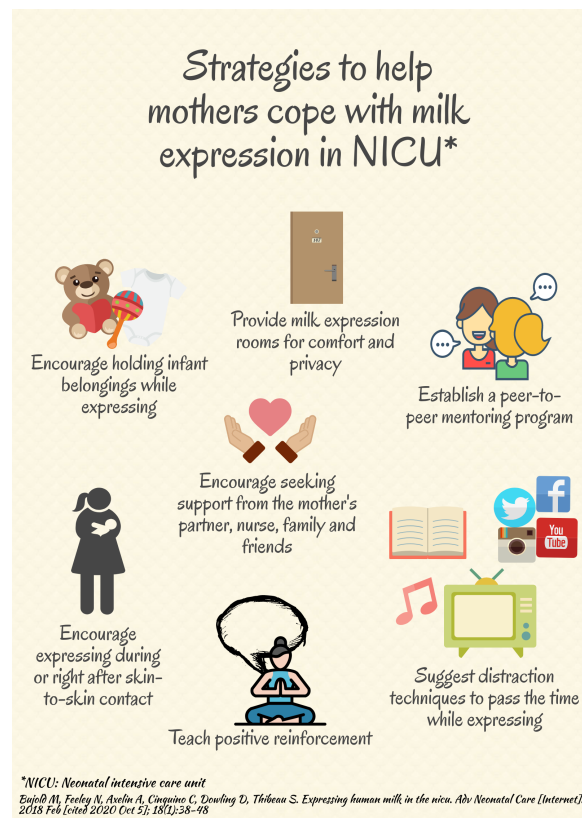 Strategies to help
mothers cope with milk
expression in NICU*
Encourage holding infant
belongings while
expressing
Provide milk expression
rooms for comfort and
privacy
Establish a peer-to-
peer mentoring program
Encourage seeking
support from the mother's
partner, nurse, family and
friends
Encourage
expressing during
or right after skin-
to-skin contact
You
Tube
Suggest distraction
techniques to pass the time
while expressing
Teach positive reinforcement
*NICU: Neonatal intensive care unit
Bujold M, Feeley N, Axelin A, Cinquino C, Dowling D, Thibeau S. Expressing human milk in the nicu. Adv Neonatal Care [Internet].
2018 Feb [cited 2020 Oct 5]; 18(1):38-48